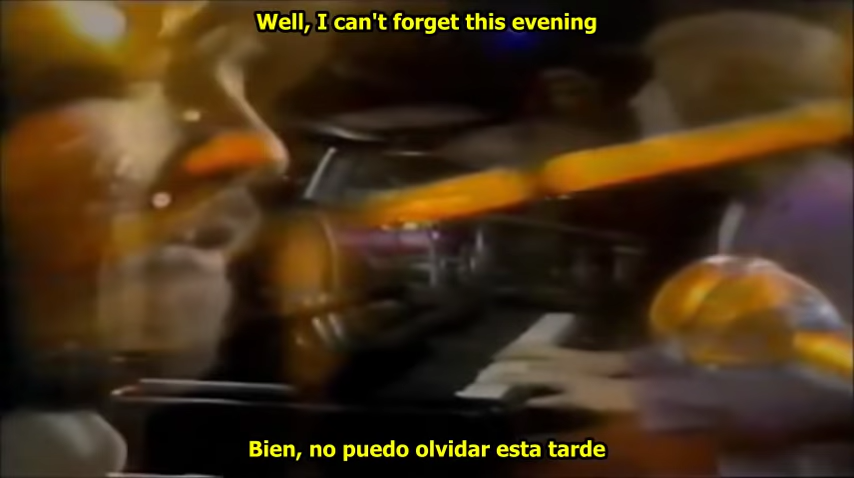 Well, I can't forget this evening
Bien, no puedo olvidar esta tarde